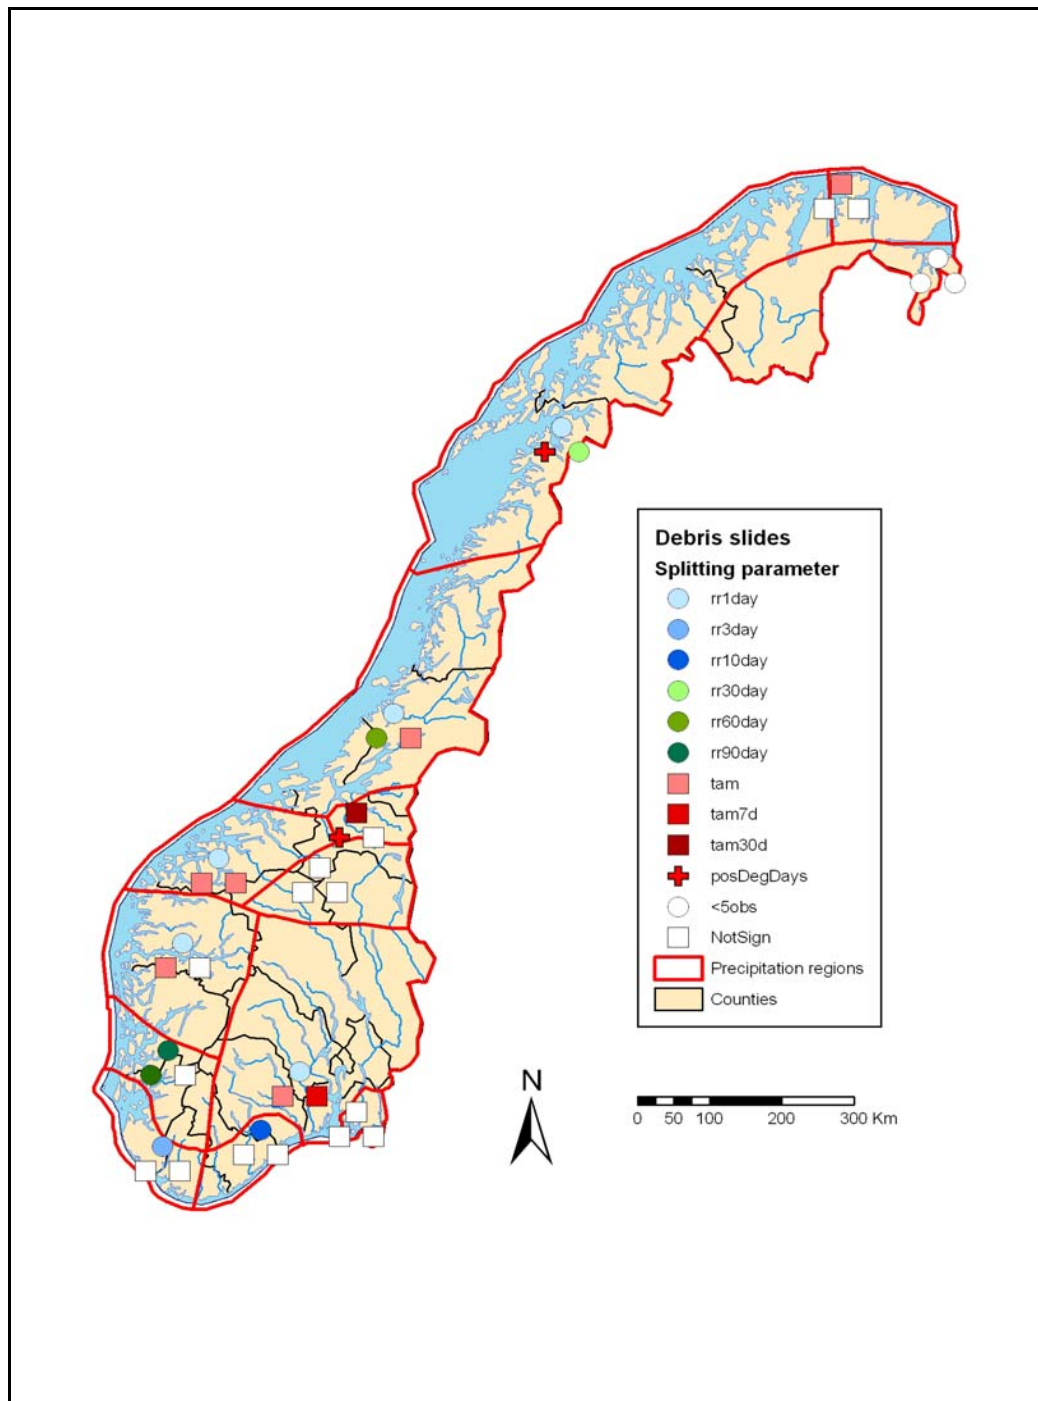 Debris slides
Splitting parameter
rr1day
rr3day
rr10day
rr30day
rr60day
rr90day
tam
tam7d
tam30d
posDegDays
<5obs
NotSign
Precipitation regions
Counties
N
0 50 100 200 300 Km